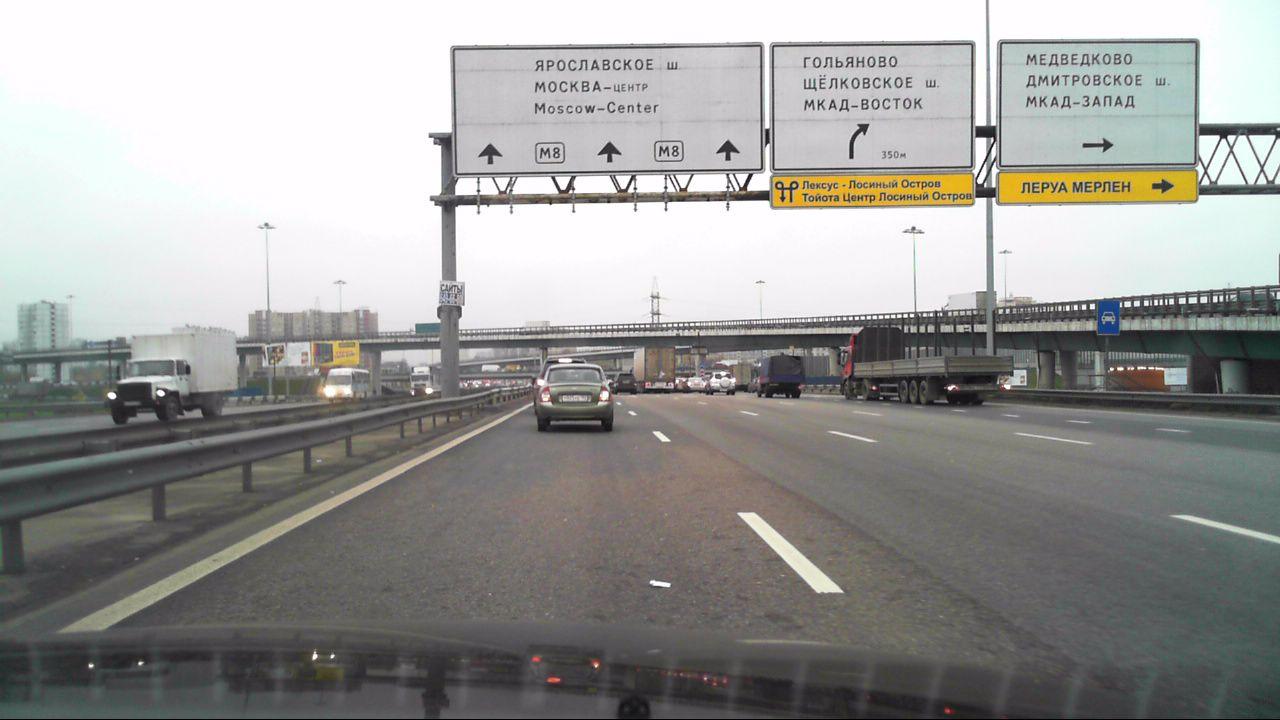 ЯРОСЛАВСКОЕ ш.
МОСКВА-ЦЕНТР
Moscow-Center
M8 M8
ГОЛЬЯНОВО
ЩЁЛКОВСКОЕ ш.
МКАД-ВОСТОК
350м
Лексус - Лосиный Остров
Тойота Центр Лосиный Остров
МЕДВЕДКОВО
ДМИТРОВСКОЕ ш.
МКАД-ЗАПАД
ЛЕРУА МЕРЛЕН
САЙТЫ